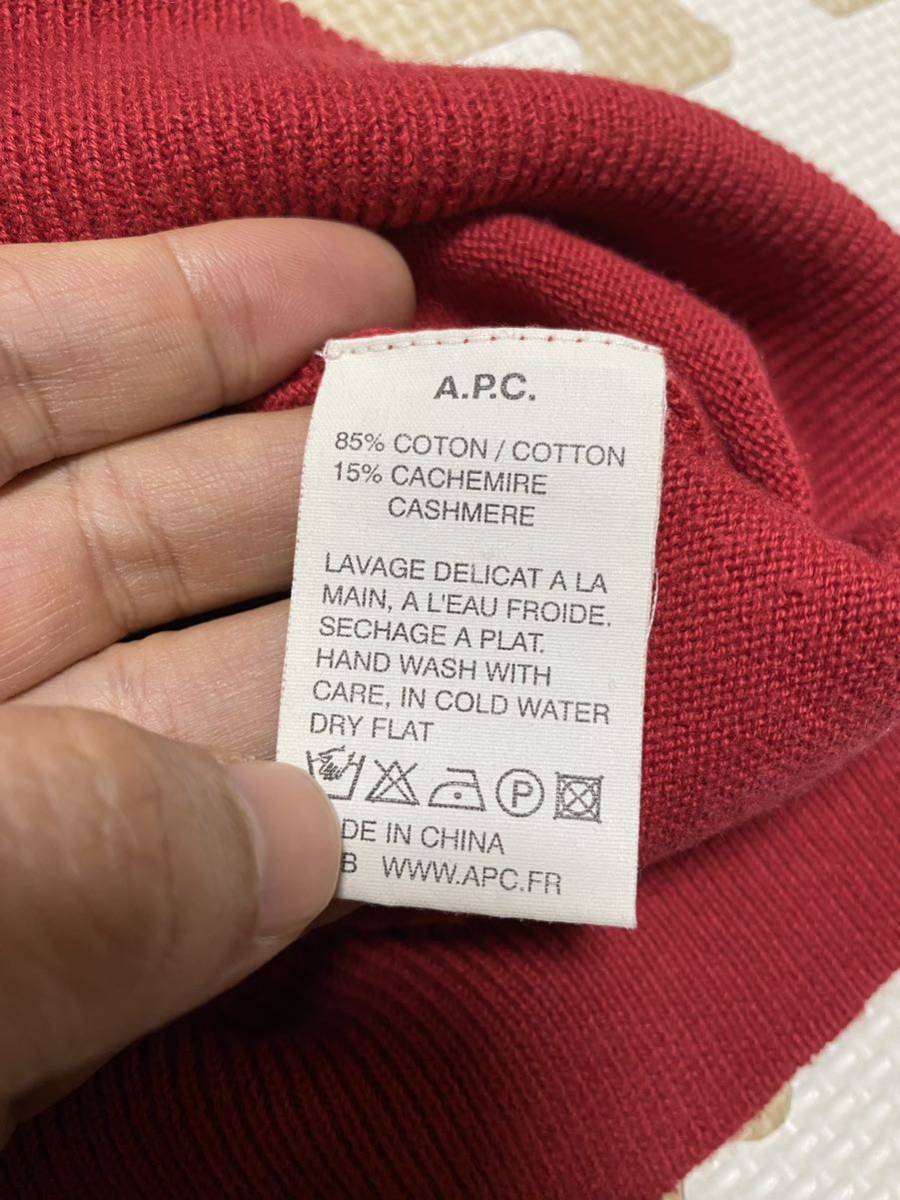 A.P.C.
85% COTON / COTTON
15% CACHEMIRE
CASHMERE
LAVAGE DELICAT A LA
MAIN, A L'EAU FROIDE.
SECHAGE A PLAT.
HAND WASH WITH
CARE, IN COLD WATER
DRY FLAT
P
DE IN CHINA
B WWW.APC.FR